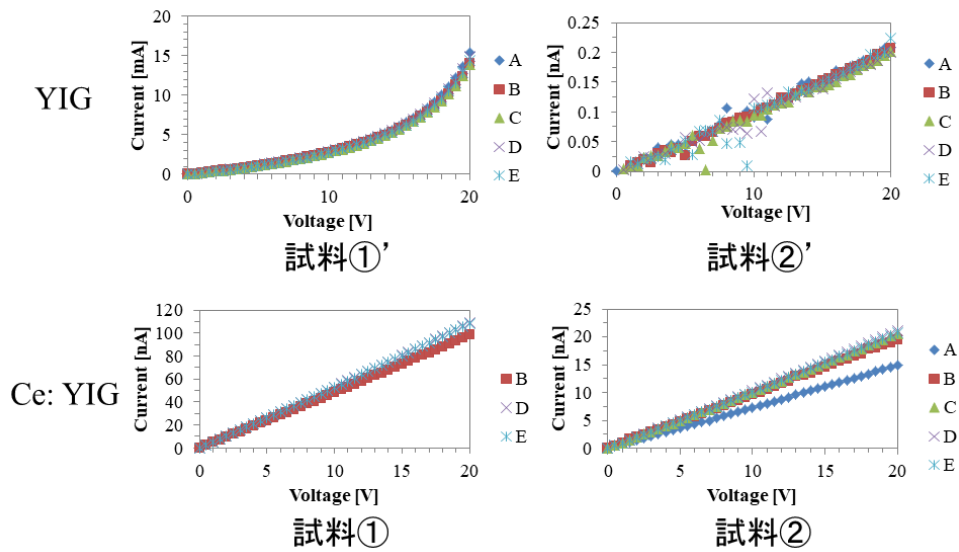 YIG
Current [mA]
20
15
10
5
0
0
10
20
Voltage [V]
A
B
C
D
E
試料①’
Current [mA]
0.25
0.2
0.15
0.1
0.05
0
0
10
20
Voltage [V]
A
B
C
D
E
試料②’
Ce: YIG
Current [nA]
120
100
80
60
40
20
0
0
5
10
15
20
Voltage [V]
B
D
E
試料①
Current [nA]
25
20
15
10
5
0
0
5
10
15
20
Voltage [V]
A
B
C
D
E
試料②